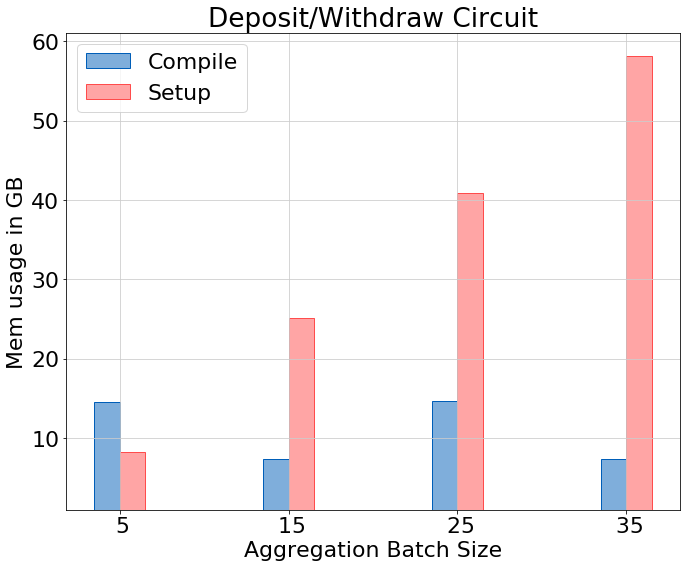 Deposit/Withdraw Circuit
Compile
Setup
Mem usage in GB
60
50
40
30
20
10
5
15
25
35
Aggregation Batch Size